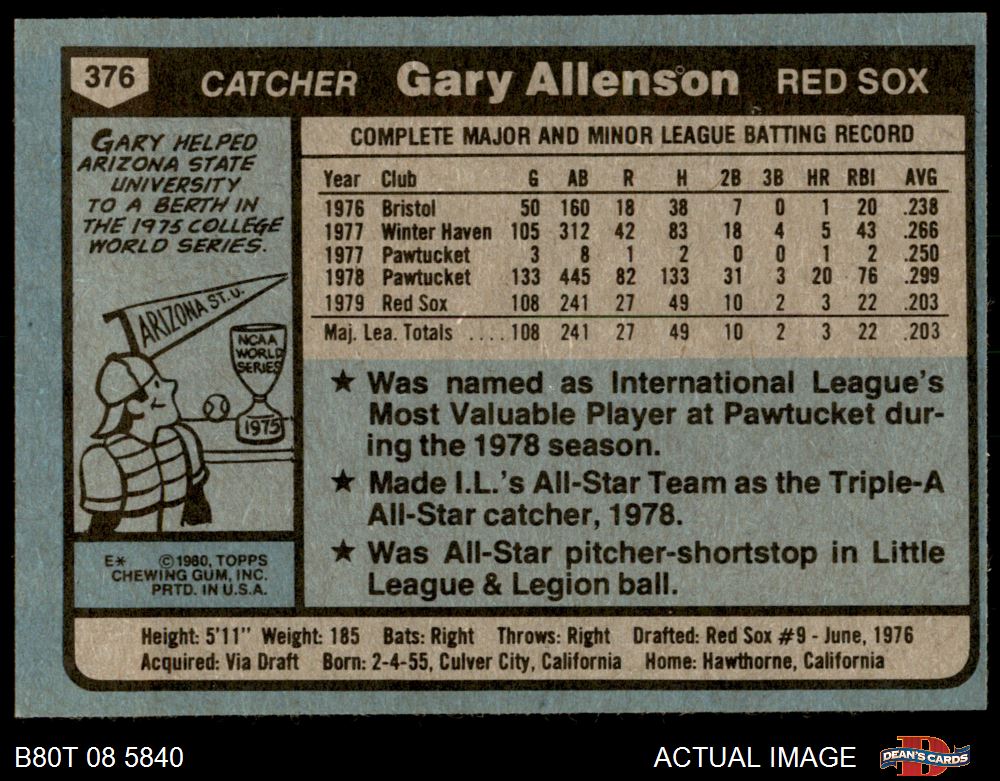 376 CATCHER Gary Allenson RED SOX
GARY HELPED
ARIZONA STATE
UNIVERSITY
TO A BERTH IN
THE 1975 COLLEGE
WORLD SERIES.
ARIZONA ST. U.
NCAA
WORLD
SERIES
1975
E* ©1980, TOPPS
CHEWING GUM, INC.
PRTD. IN U.S.A.
COMPLETE MAJOR AND MINOR LEAGUE BATTING RECORD
Year Club G AB R H 2B 3B HR RBI AVG
1976 Bristol 50 160 18 38 7 0 1 20 .238
1977 Winter Haven 105 312 42 83 18 4 5 43 .266
1977 Pawtucket 3 8 1 2 0 0 1 2 .250
1978 Pawtucket 133 445 82 133 31 3 20 76 .299
1979 Red Sox 108 241 27 49 10 2 3 22 .203
Maj. Lea. Totals .... 108 241 27 49 10 2 3 22 .203
★ Was named as International League's
Most Valuable Player at Pawtucket dur-
ing the 1978 season.
★ Made I.L.'s All-Star Team as the Triple-A
All-Star catcher, 1978.
★ Was All-Star pitcher-shortstop in Little
League & Legion ball.
Height: 5'11" Weight: 185 Bats: Right Throws: Right Drafted: Red Sox #9 - June, 1976
Acquired: Via Draft Born: 2-4-55, Culver City, California Home: Hawthorne, California
B80T 08 5840 ACTUAL IMAGE DEAN'S CARDS